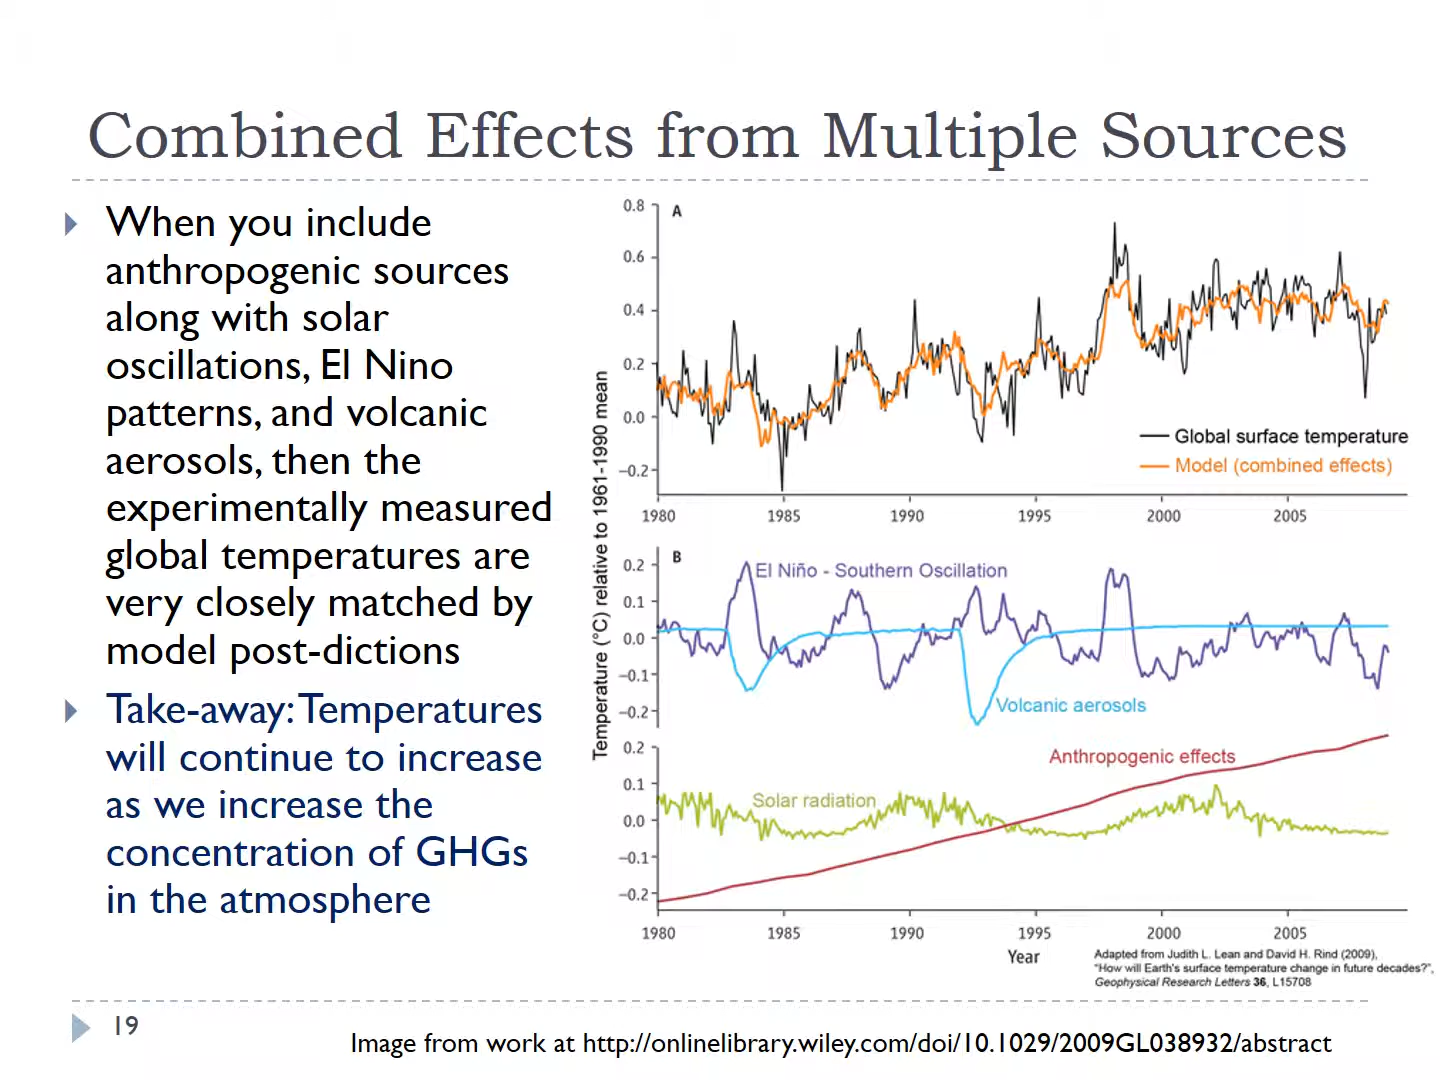 Combined Effects from Multiple Sources
When you include
anthropogenic sources
along with solar
oscillations, El Nino
patterns, and volcanic
aerosols, then the
experimentally measured
global temperatures are
very closely matched by
model post-dictions
Take-away: Temperatures
will continue to increase
as we increase the
concentration of GHGs
in the atmosphere
Temperature (°C) relative to 1961-1990 mean
A
0.8
0.6
0.4
0.2
0.0
−0.2
Global surface temperature
Model (combined effects)
1980 1985 1990 1995 2000 2005
B
0.2
0.1
0.0
−0.1
−0.2
El Niño - Southern Oscillation
Volcanic aerosols
0.2
0.1
0.0
−0.1
−0.2
Anthropogenic effects
Solar radiation
1980 1985 1990 1995 2000 2005
Year
Adapted from Judith L. Lean and David H. Rind (2009),
"How will Earth's surface temperature change in future decades?",
Geophysical Research Letters 36, L15708
19
Image from work at http://onlinelibrary.wiley.com/doi/10.1029/2009GL038932/abstract